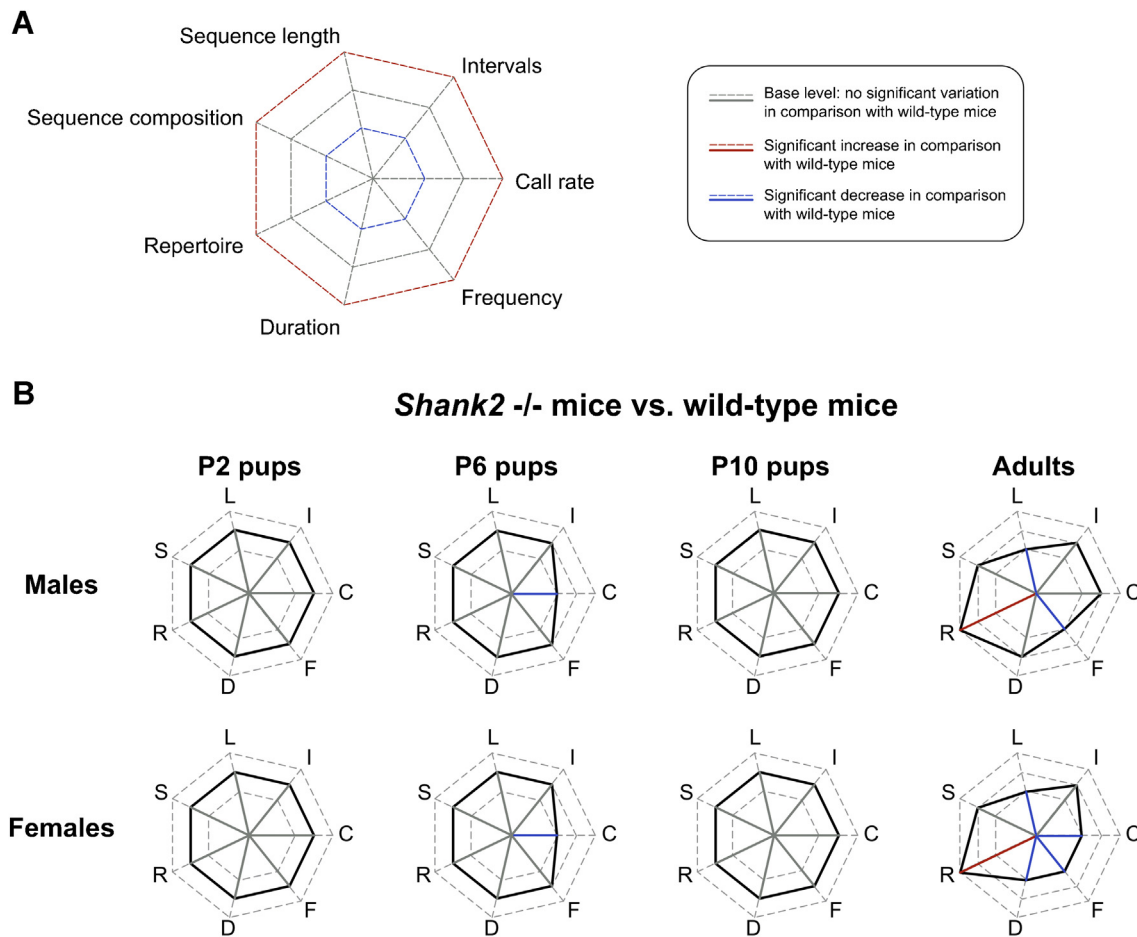 A
Sequence length
Intervals
Sequence composition
Call rate
Repertoire
Frequency
Duration
Base level: no significant variation
in comparison with wild-type mice
Significant increase in comparison
with wild-type mice
Significant decrease in comparison
with wild-type mice
B
Shank2 -/- mice vs. wild-type mice
P2 pups P6 pups P10 pups Adults
Males
L I C F D R S
L I C F D R S
L I C F D R S
L I C F D R S
Females
L I C F D R S
L I C F D R S
L I C F D R S
L I C F D R S